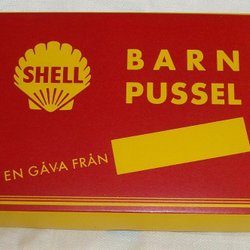 SHELL
BARN
PUSSEL
EN GÅVA FRÅN